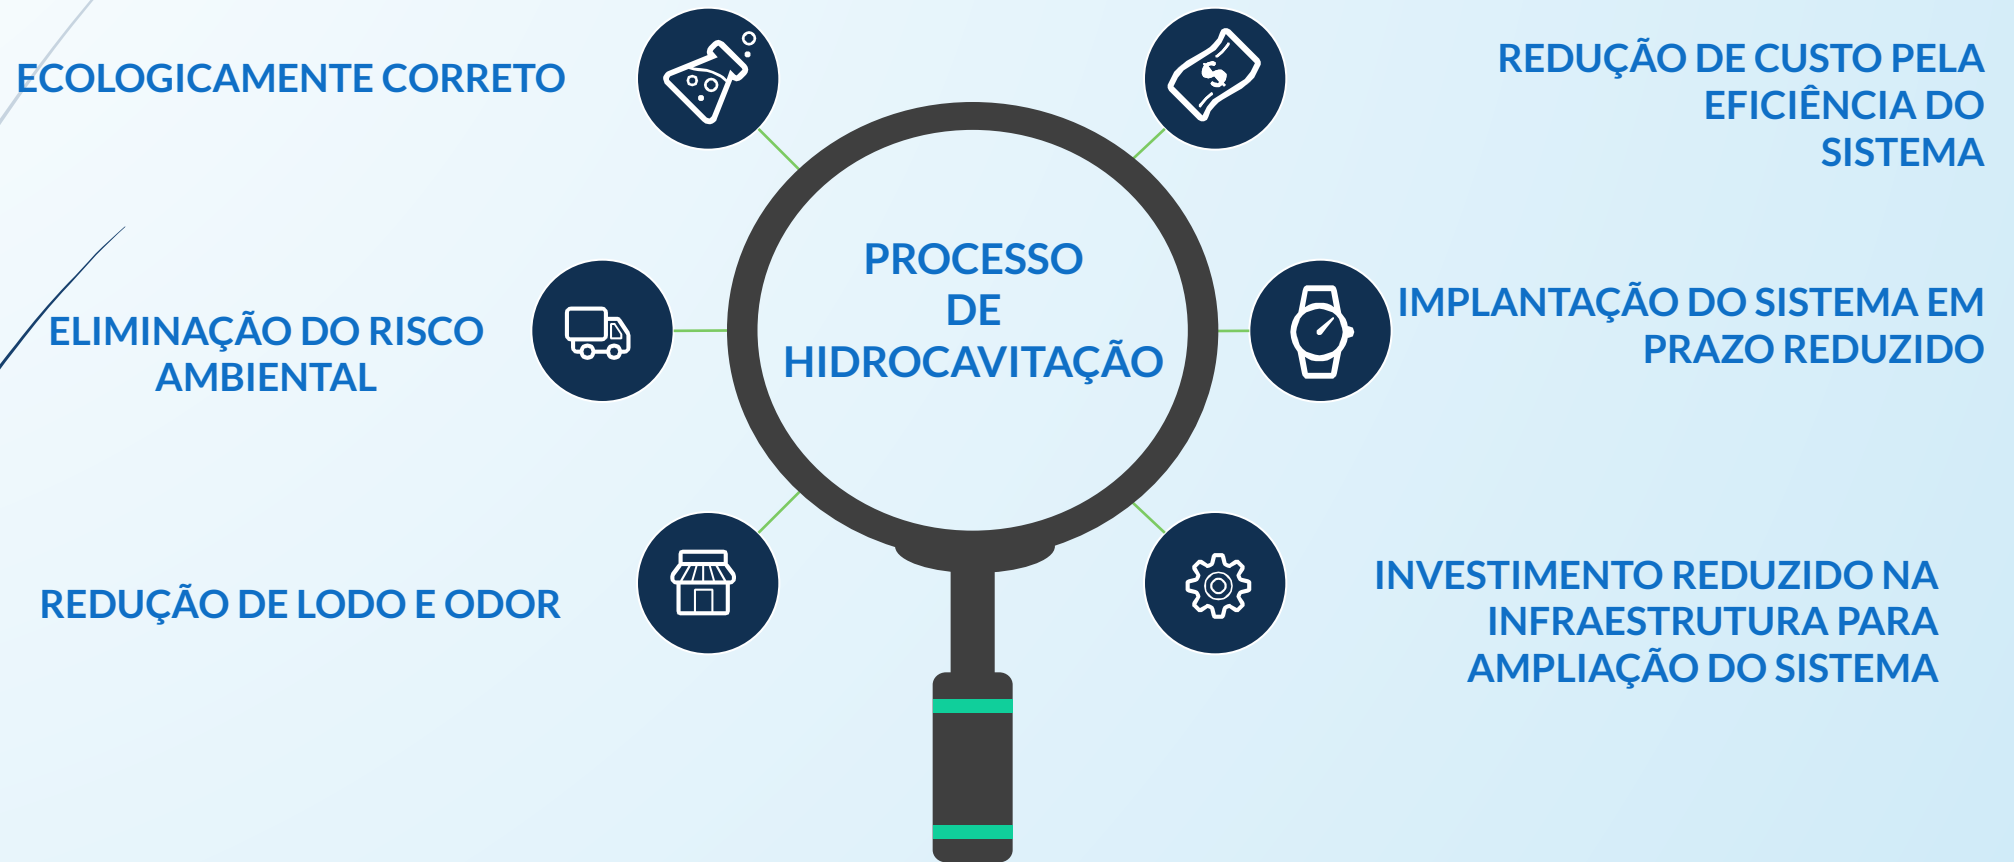 ECOLOGICAMENTE CORRETO
ELIMINAÇÃO DO RISCO
AMBIENTAL
REDUÇÃO DE LODO E ODOR
PROCESSO
DE
HIDROCAVITAÇÃO
REDUÇÃO DE CUSTO PELA
EFICIÊNCIA DO
SISTEMA
IMPLANTAÇÃO DO SISTEMA EM
PRAZO REDUZIDO
INVESTIMENTO REDUZIDO NA
INFRAESTRUTURA PARA
AMPLIAÇÃO DO SISTEMA